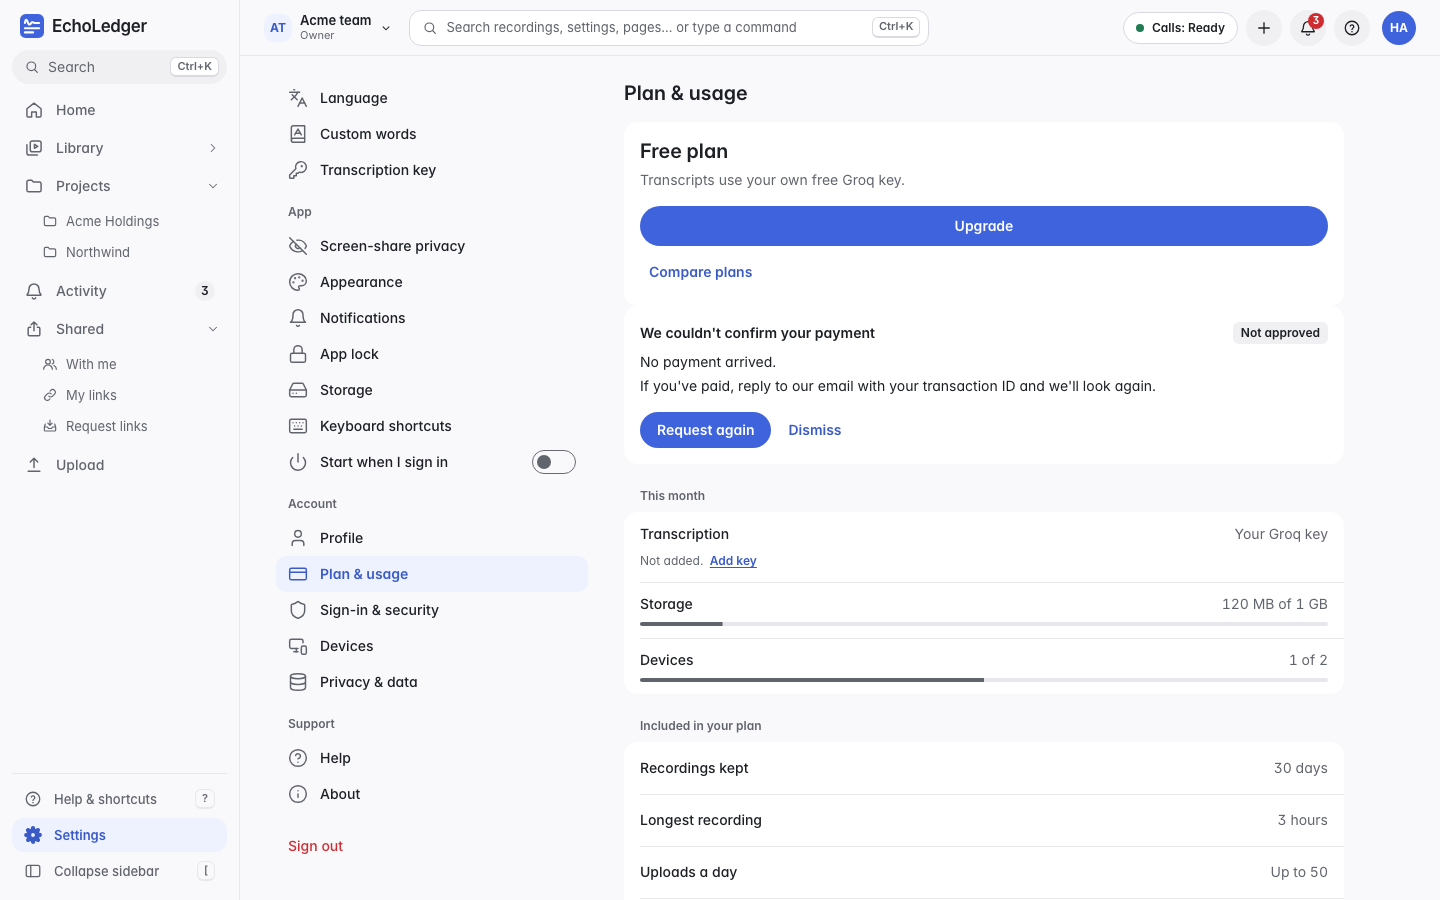 EchoLedger
Search Ctrl+K
Home
Library
Projects
Acme Holdings
Northwind
Activity 3
Shared
With me
My links
Request links
Upload
Help & shortcuts ?
Settings
Collapse sidebar [
AT Acme team
Owner
Search recordings, settings, pages... or type a command Ctrl+K
Calls: Ready
3
HA
Language
Custom words
Transcription key
App
Screen-share privacy
Appearance
Notifications
App lock
Storage
Keyboard shortcuts
Start when I sign in
Account
Profile
Plan & usage
Sign-in & security
Devices
Privacy & data
Support
Help
About
Sign out
Plan & usage
Free plan
Transcripts use your own free Groq key.
Upgrade
Compare plans
We couldn't confirm your payment Not approved
No payment arrived.
If you've paid, reply to our email with your transaction ID and we'll look again.
Request again Dismiss
This month
Transcription Your Groq key
Not added. Add key
Storage 120 MB of 1 GB
Devices 1 of 2
Included in your plan
Recordings kept 30 days
Longest recording 3 hours
Uploads a day Up to 50